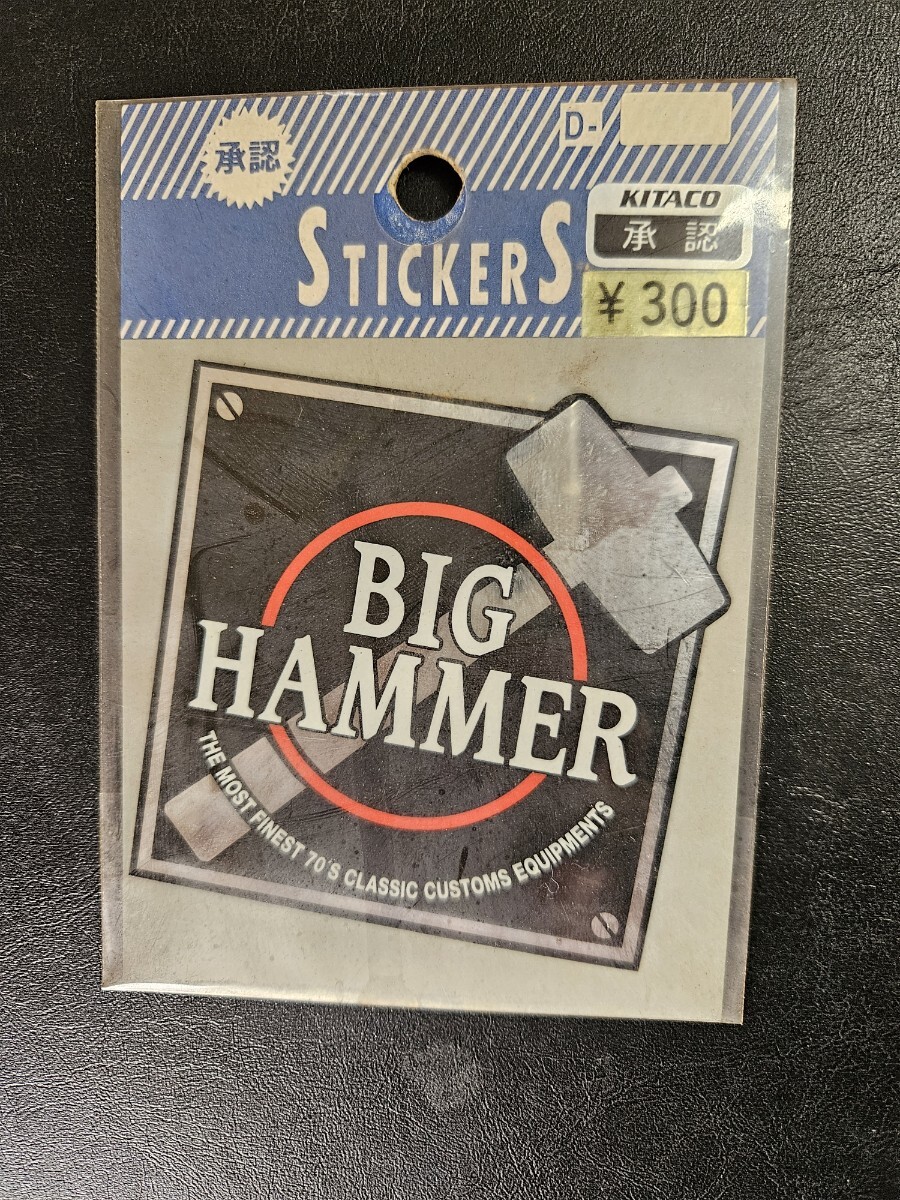 承認
D-
STICKERS
KITACO
承認
¥300
BIG
HAMMER
THE MOST FINEST 70'S CLASSIC CUSTOMS EQUIPMENTS